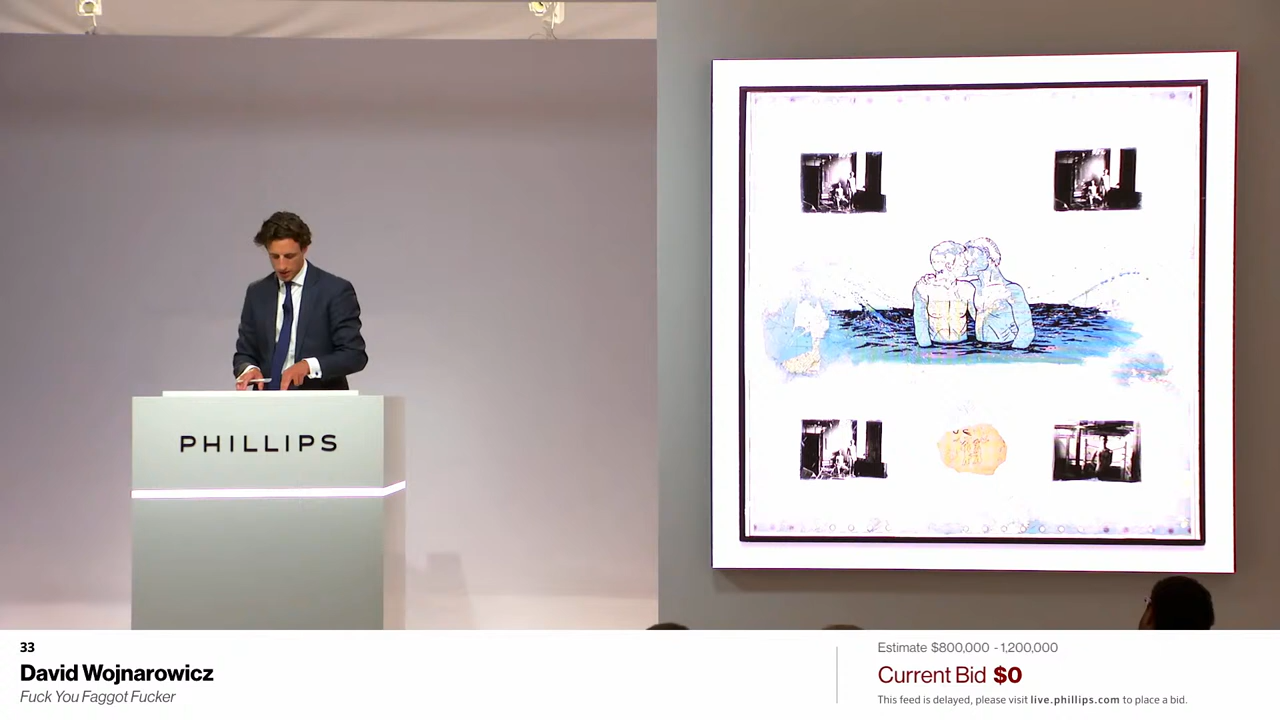 PHILLIPS
33
David Wojnarowicz
Fuck You Faggot Fucker
Estimate $800,000 - 1,200,000
Current Bid $0
This feed is delayed, please visit live.phillips.com to place a bid.